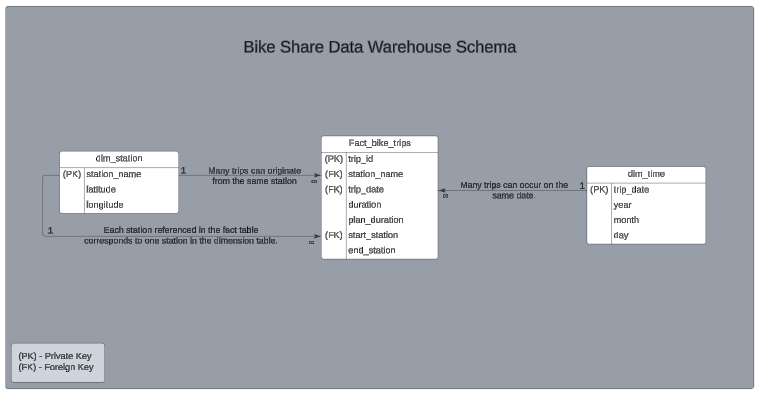 Bike Share Data Warehouse Schema
dim_station
(PK) station_name
latitude
longitude
1
Many trips can originate
from the same station
∞
1
Each station referenced in the fact table
corresponds to one station in the dimension table.
∞
Fact_bike_trips
(PK) trip_id
(FK) station_name
(FK) trip_date
duration
plan_duration
(FK) start_station
end_station
Many trips can occur on the
same date.
1
∞
dim_time
(PK) trip_date
year
month
day
(PK) - Private Key
(FK) - Foreign Key